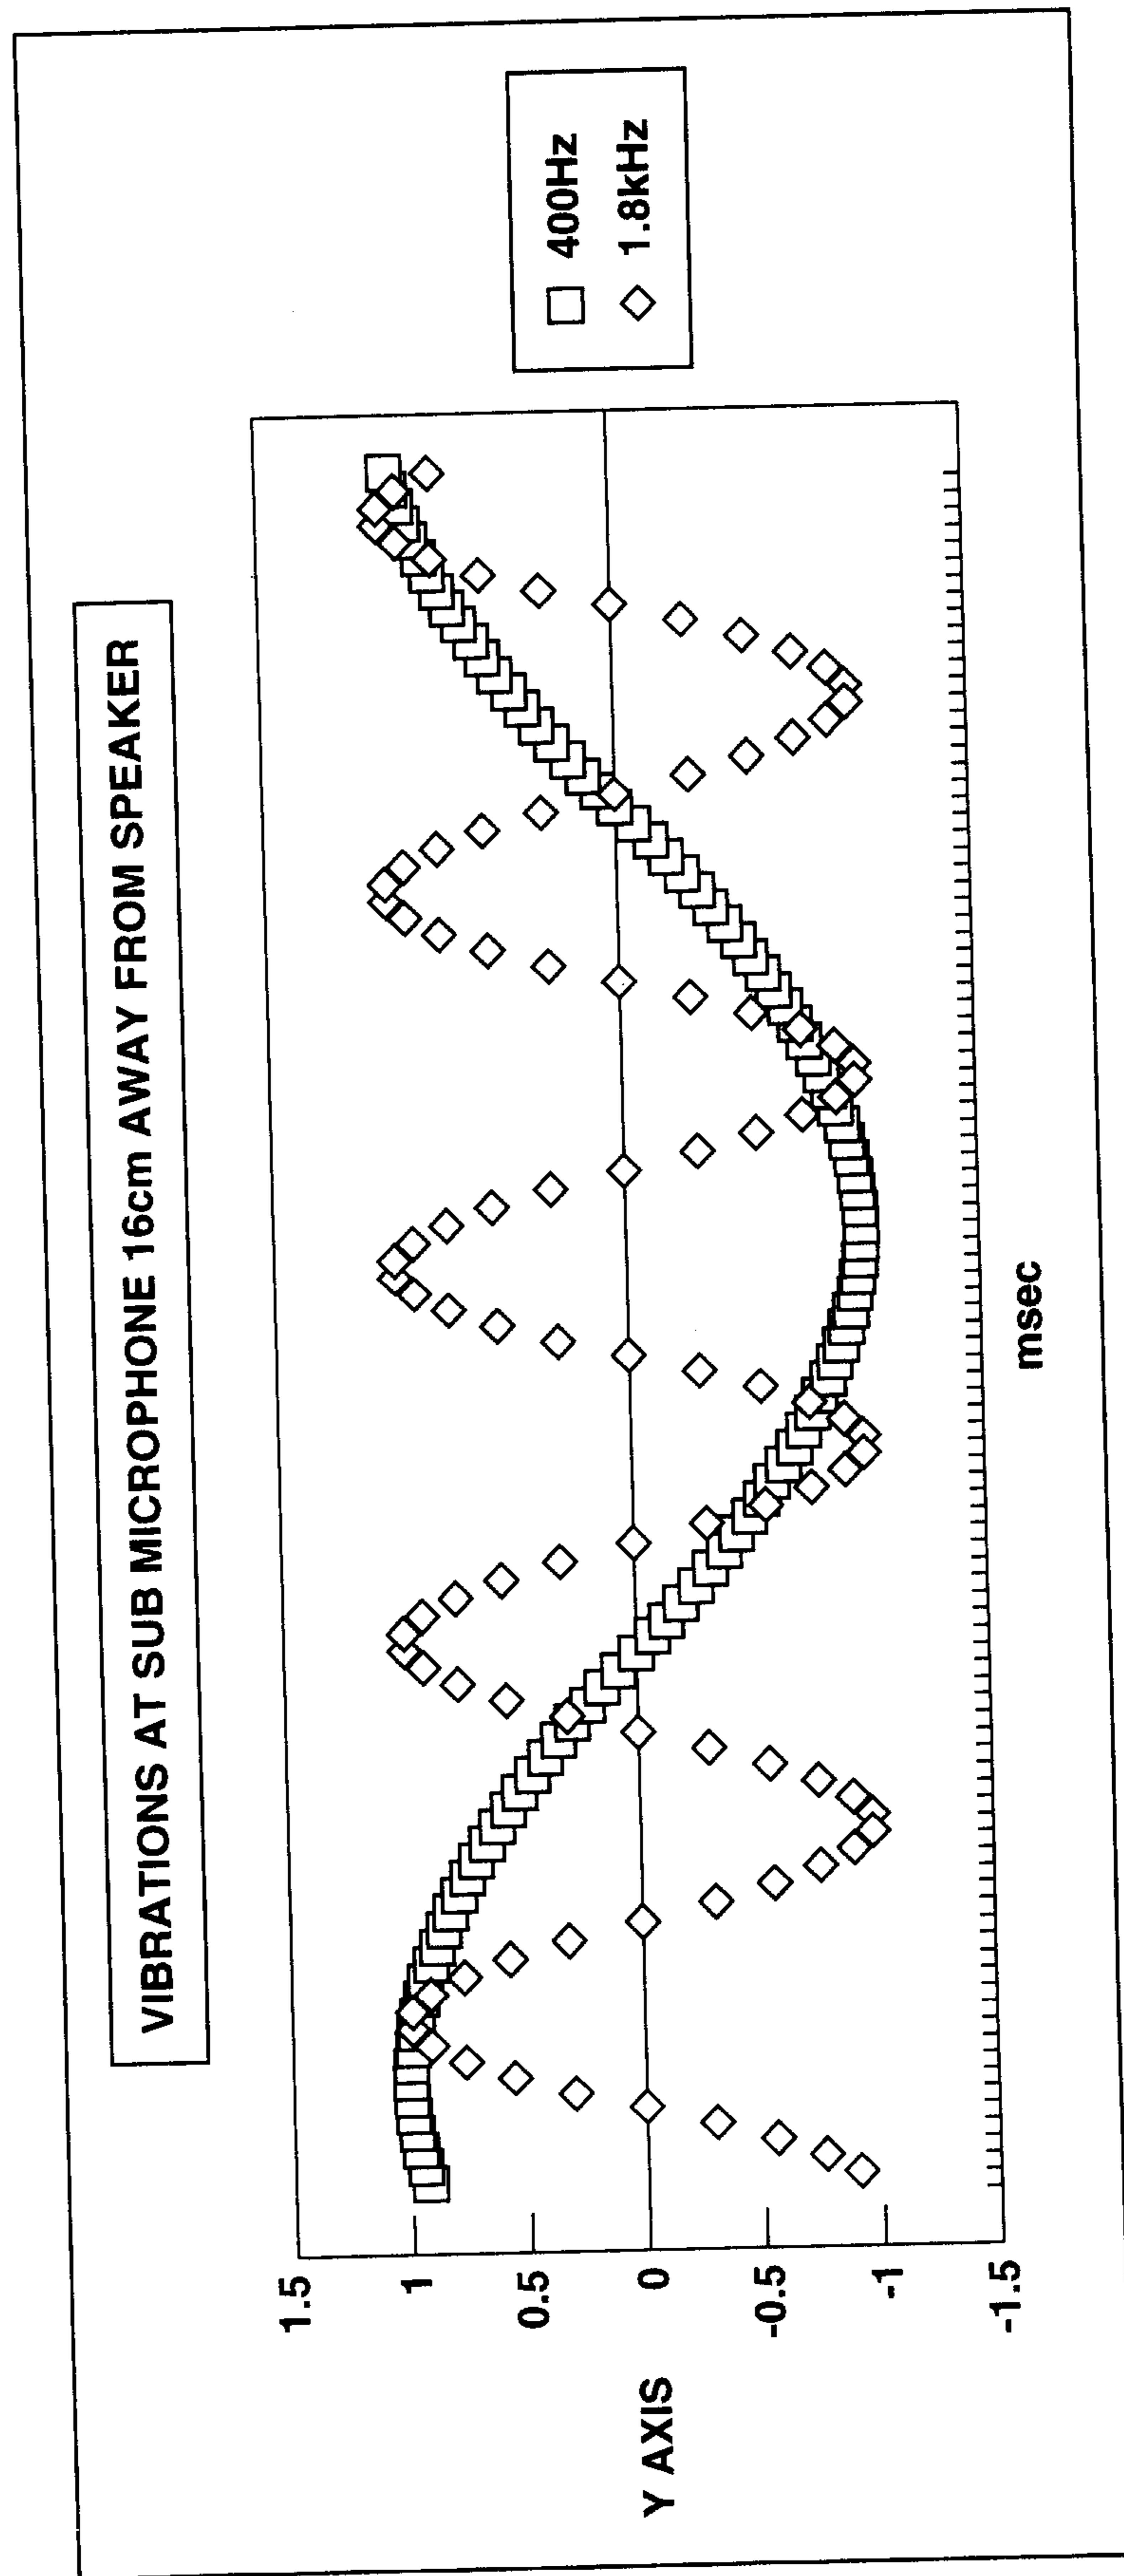 VIBRATIONS AT SUB MICROPHONE 16cm AWAY FROM SPEAKER
1.5
1
0.5
0
-0.5
-1
-1.5
Y AXIS
msec
400Hz
1.8kHz